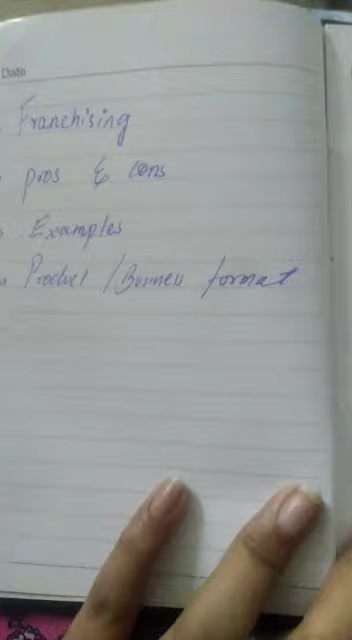 Date
Franchising
pros & cons
Examples
Product / Business format